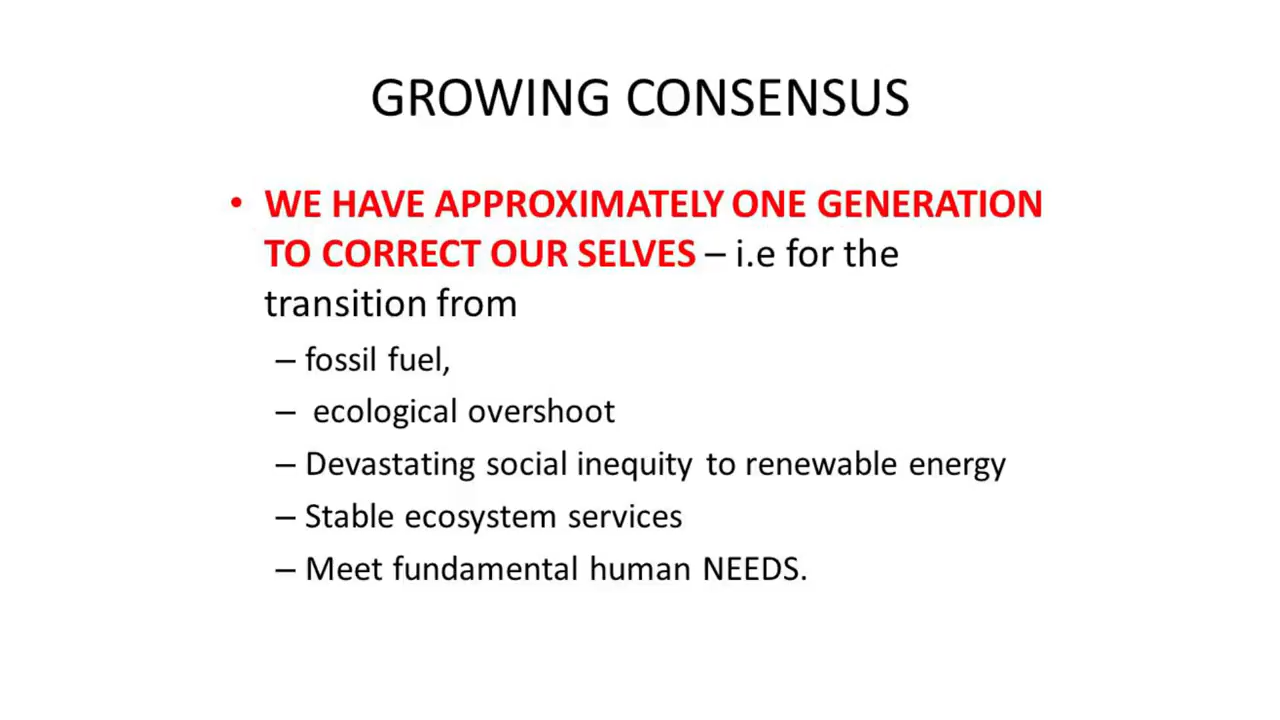 GROWING CONSENSUS
• WE HAVE APPROXIMATELY ONE GENERATION
TO CORRECT OUR SELVES – i.e for the
transition from
– fossil fuel,
– ecological overshoot
– Devastating social inequity to renewable energy
– Stable ecosystem services
– Meet fundamental human NEEDS.